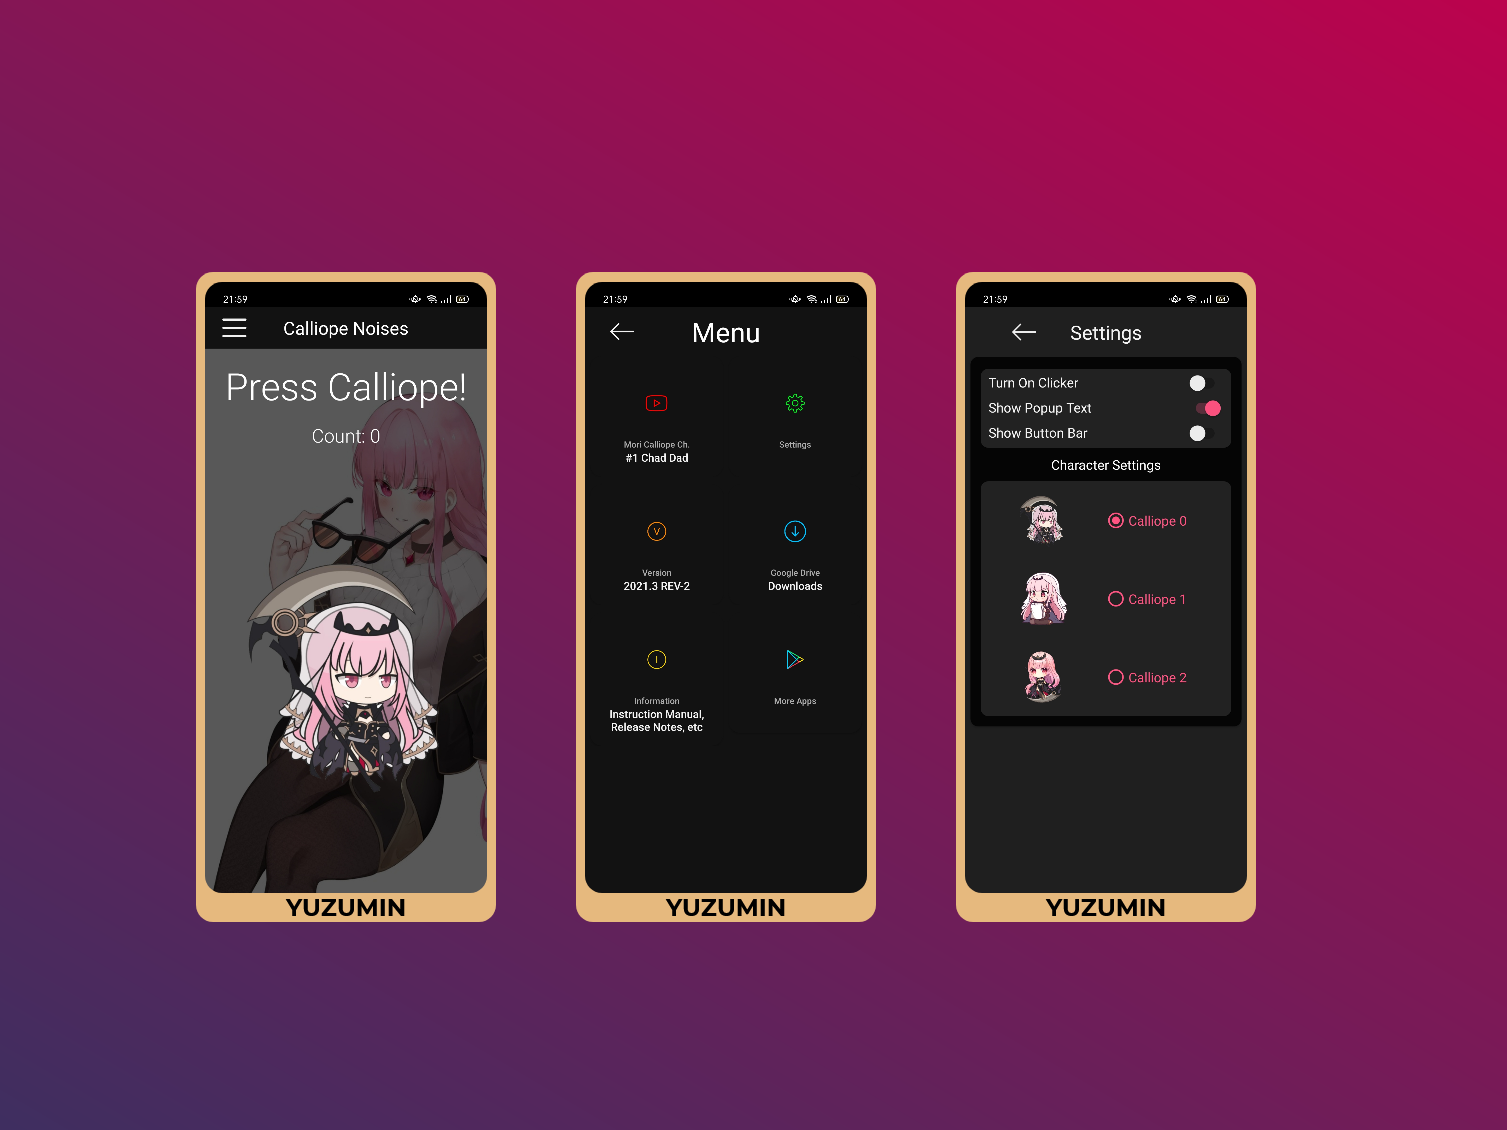 21:59
64
Calliope Noises
Press Calliope!
Count: 0
YUZUMIN
21:59
64
Menu
Mori Calliope Ch.
#1 Chad Dad
Settings
V
Version
2021.3 REV-2
Google Drive
Downloads
I
Information
Instruction Manual,
Release Notes, etc
More Apps
YUZUMIN
21:59
64
Settings
Turn On Clicker
Show Popup Text
Show Button Bar
Character Settings
Calliope 0
Calliope 1
Calliope 2
YUZUMIN